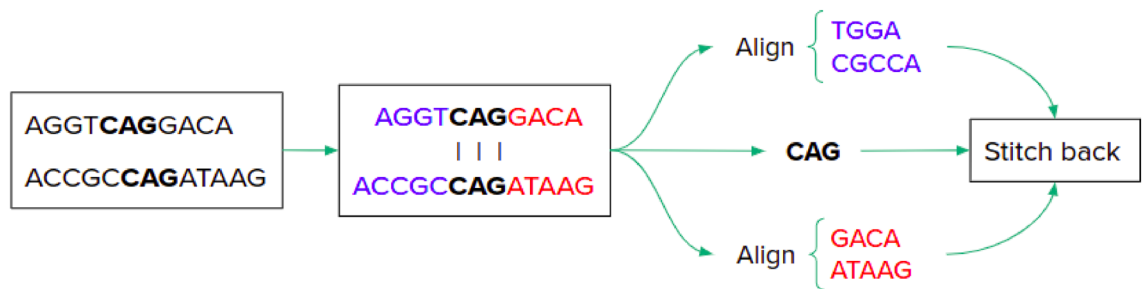 AGGTCAGGACA
ACCGCCAGATAAG
AGGTCAGGACA
ACCGCCAGATAAG
Align
TGGA
CGCCA
CAG
Align
GACA
ATAAG
Stitch back